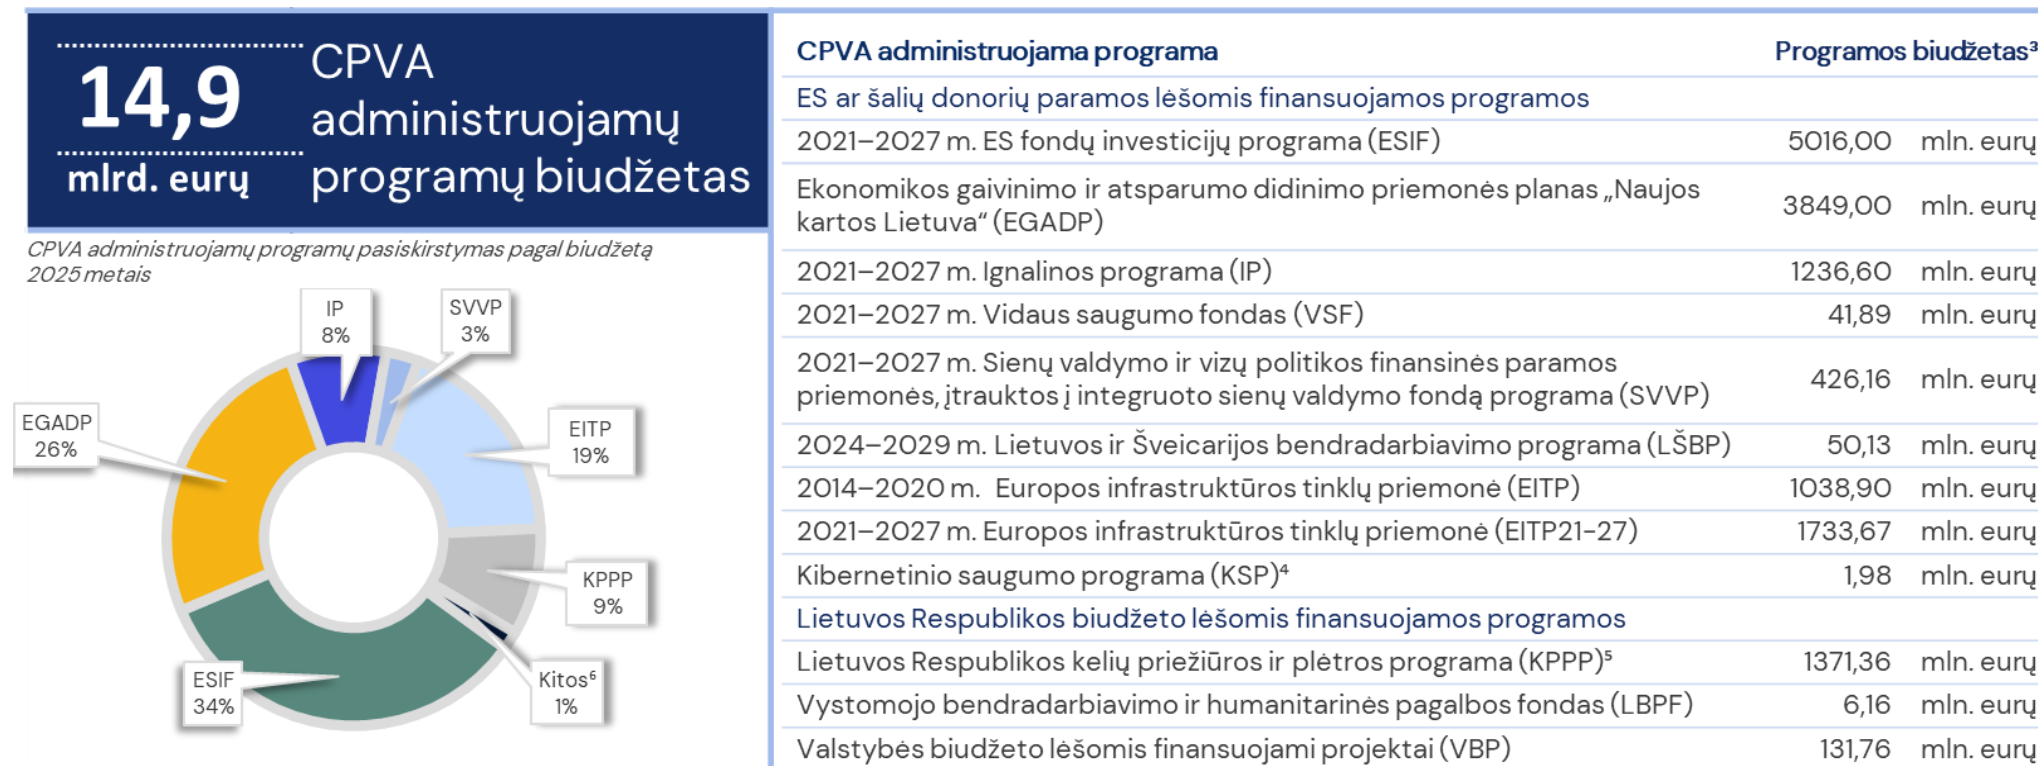 14,9
mlrd. eurų
CPVA
administruojamų
programų biudžetas
CPVA administruojamų programų pasiskirstymas pagal biudžetą
2025 metais
IP
8%
SVVP
3%
EGADP
26%
EITP
19%
KPPP
9%
ESIF
34%
Kitos⁶
1%
CPVA administruojama programa Programos biudžetas³
ES ar šalių donorių paramos lėšomis finansuojamos programos
2021–2027 m. ES fondų investicijų programa (ESIF) 5016,00 mln. eurų
Ekonomikos gaivinimo ir atsparumo didinimo priemonės planas „Naujos
kartos Lietuva“ (EGADP) 3849,00 mln. eurų
2021–2027 m. Ignalinos programa (IP) 1236,60 mln. eurų
2021–2027 m. Vidaus saugumo fondas (VSF) 41,89 mln. eurų
2021–2027 m. Sienų valdymo ir vizų politikos finansinės paramos
priemonės, įtrauktos į integruoto sienų valdymo fondą programa (SVVP) 426,16 mln. eurų
2024–2029 m. Lietuvos ir Šveicarijos bendradarbiavimo programa (LŠBP) 50,13 mln. eurų
2014–2020 m. Europos infrastruktūros tinklų priemonė (EITP) 1038,90 mln. eurų
2021–2027 m. Europos infrastruktūros tinklų priemonė (EITP21-27) 1733,67 mln. eurų
Kibernetinio saugumo programa (KSP)⁴ 1,98 mln. eurų
Lietuvos Respublikos biudžeto lėšomis finansuojamos programos
Lietuvos Respublikos kelių priežiūros ir plėtros programa (KPPP)⁵ 1371,36 mln. eurų
Vystomojo bendradarbiavimo ir humanitarinės pagalbos fondas (LBPF) 6,16 mln. eurų
Valstybės biudžeto lėšomis finansuojami projektai (VBP) 131,76 mln. eurų